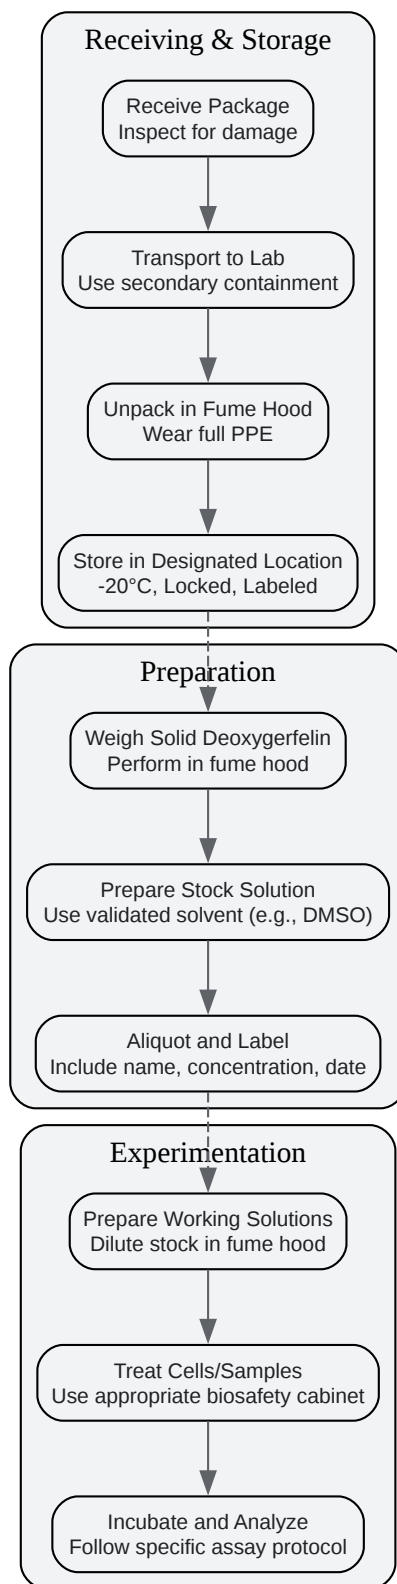 Receiving & Storage
Receive Package
Inspect for damage
Transport to Lab
Use secondary containment
Unpack in Fume Hood
Wear full PPE
Store in Designated Location
-20°C, Locked, Labeled
Preparation
Weigh Solid Deoxygerfelin
Perform in fume hood
Prepare Stock Solution
Use validated solvent (e.g., DMSO)
Aliquot and Label
Include name, concentration, date
Experimentation
Prepare Working Solutions
Dilute stock in fume hood
Treat Cells/Samples
Use appropriate biosafety cabinet
Incubate and Analyze
Follow specific assay protocol